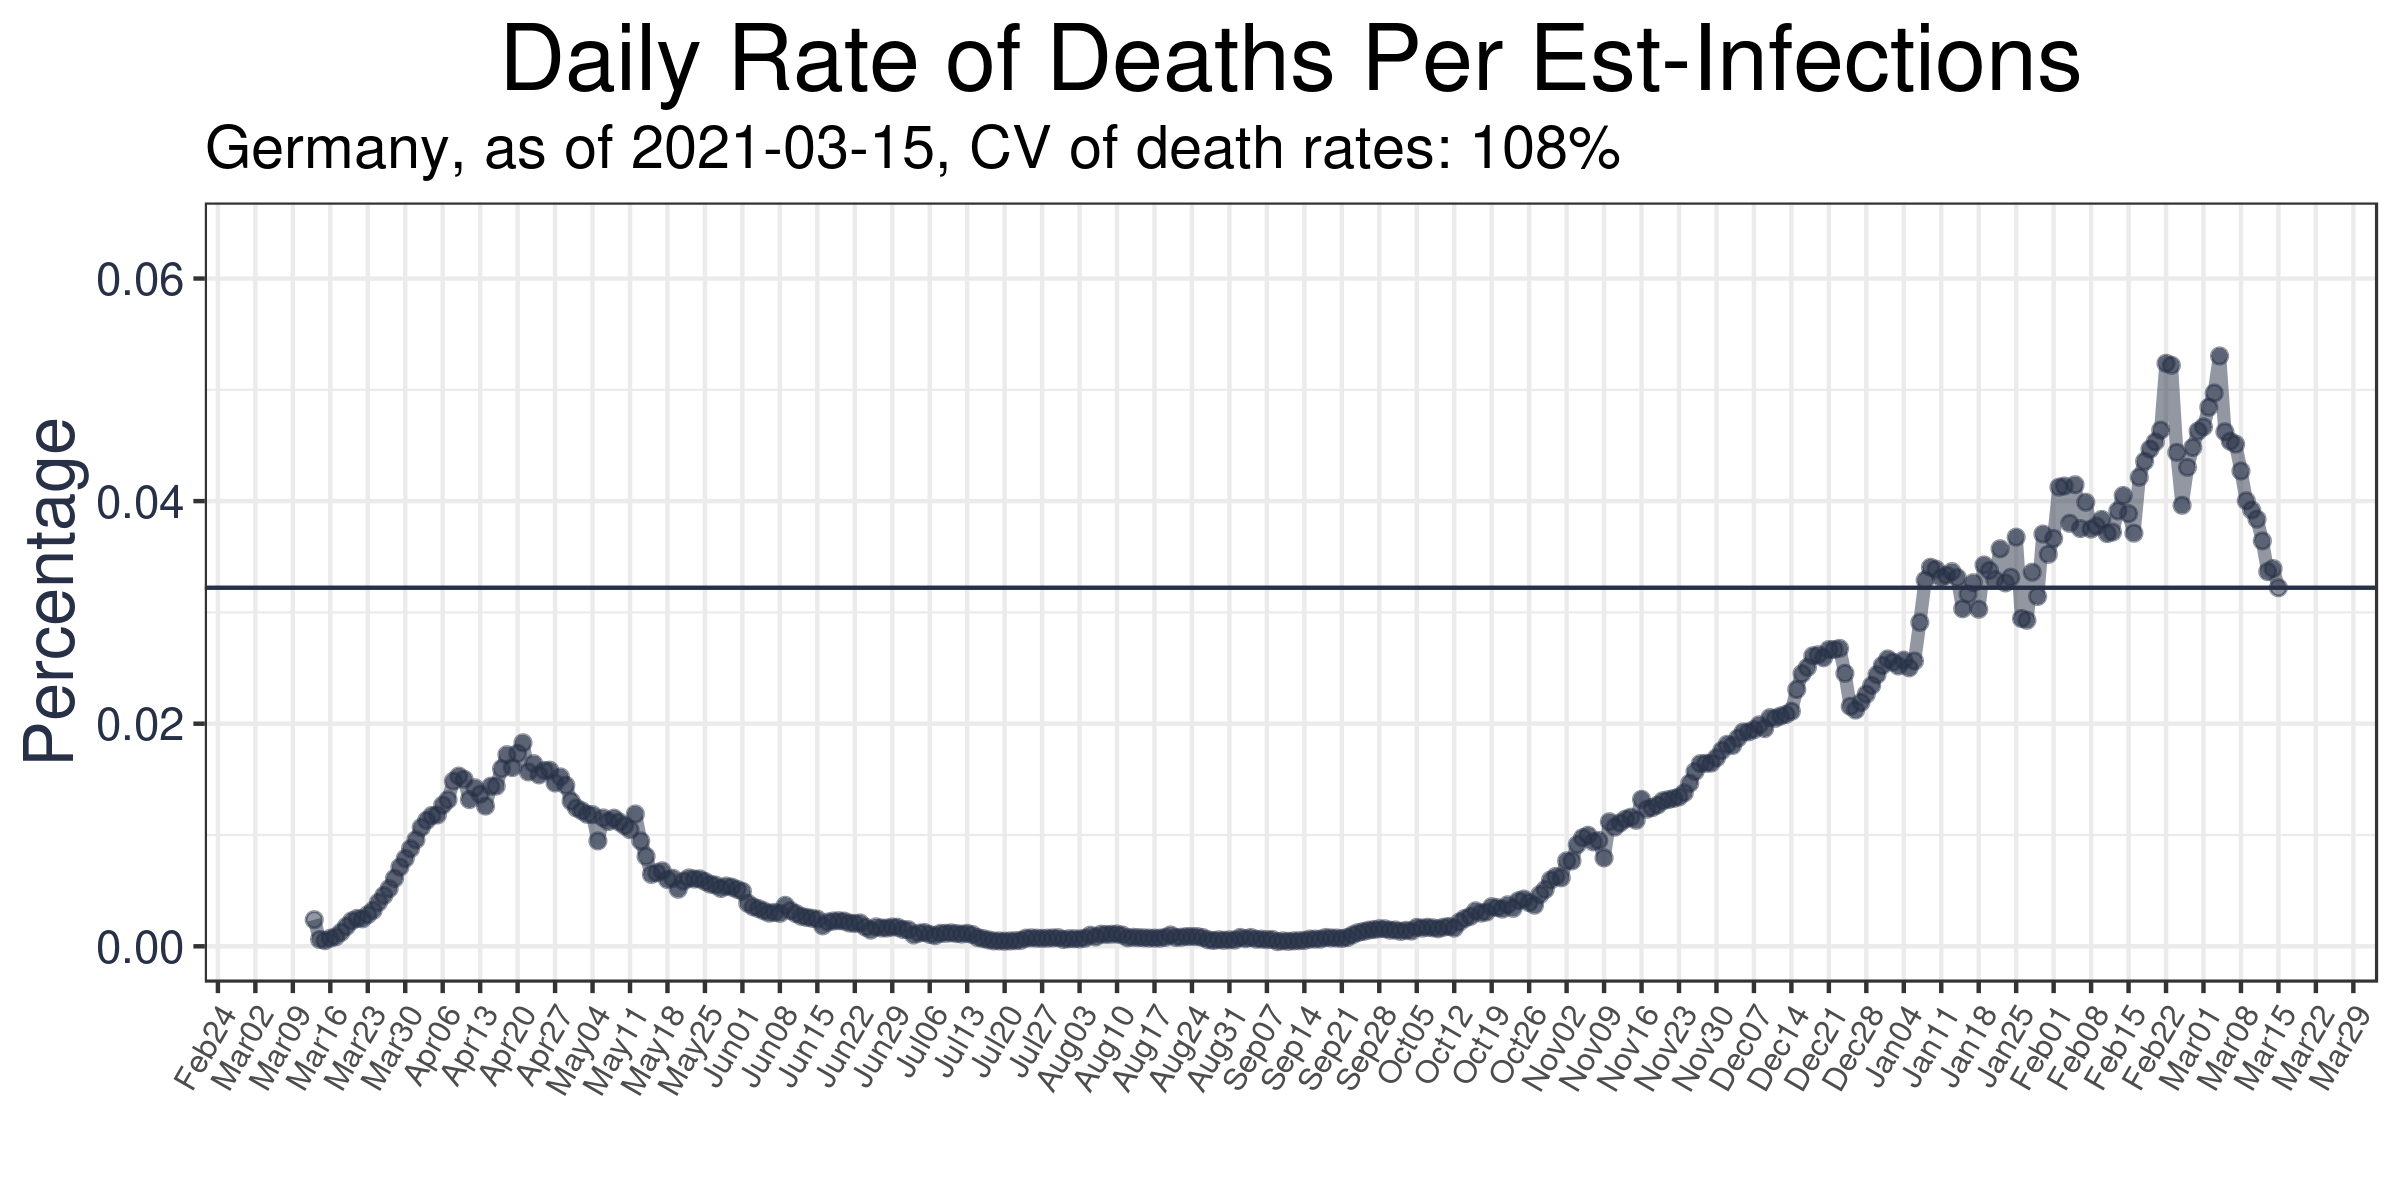 Daily Rate of Deaths Per Est-Infections
Germany, as of 2021-03-15, CV of death rates: 108%
Percentage
0.06
0.04
0.02
0.00
Feb24
Mar02
Mar09
Mar16
Mar23
Mar30
Apr06
Apr13
Apr20
Apr27
May04
May11
May18
May25
Jun01
Jun08
Jun15
Jun22
Jun29
Jul06
Jul13
Jul20
Jul27
Aug03
Aug10
Aug17
Aug24
Aug31
Sep07
Sep14
Sep21
Sep28
Oct05
Oct12
Oct19
Oct26
Nov02
Nov09
Nov16
Nov23
Nov30
Dec07
Dec14
Dec21
Dec28
Jan04
Jan11
Jan18
Jan25
Feb01
Feb08
Feb15
Feb22
Mar01
Mar08
Mar15
Mar22
Mar29